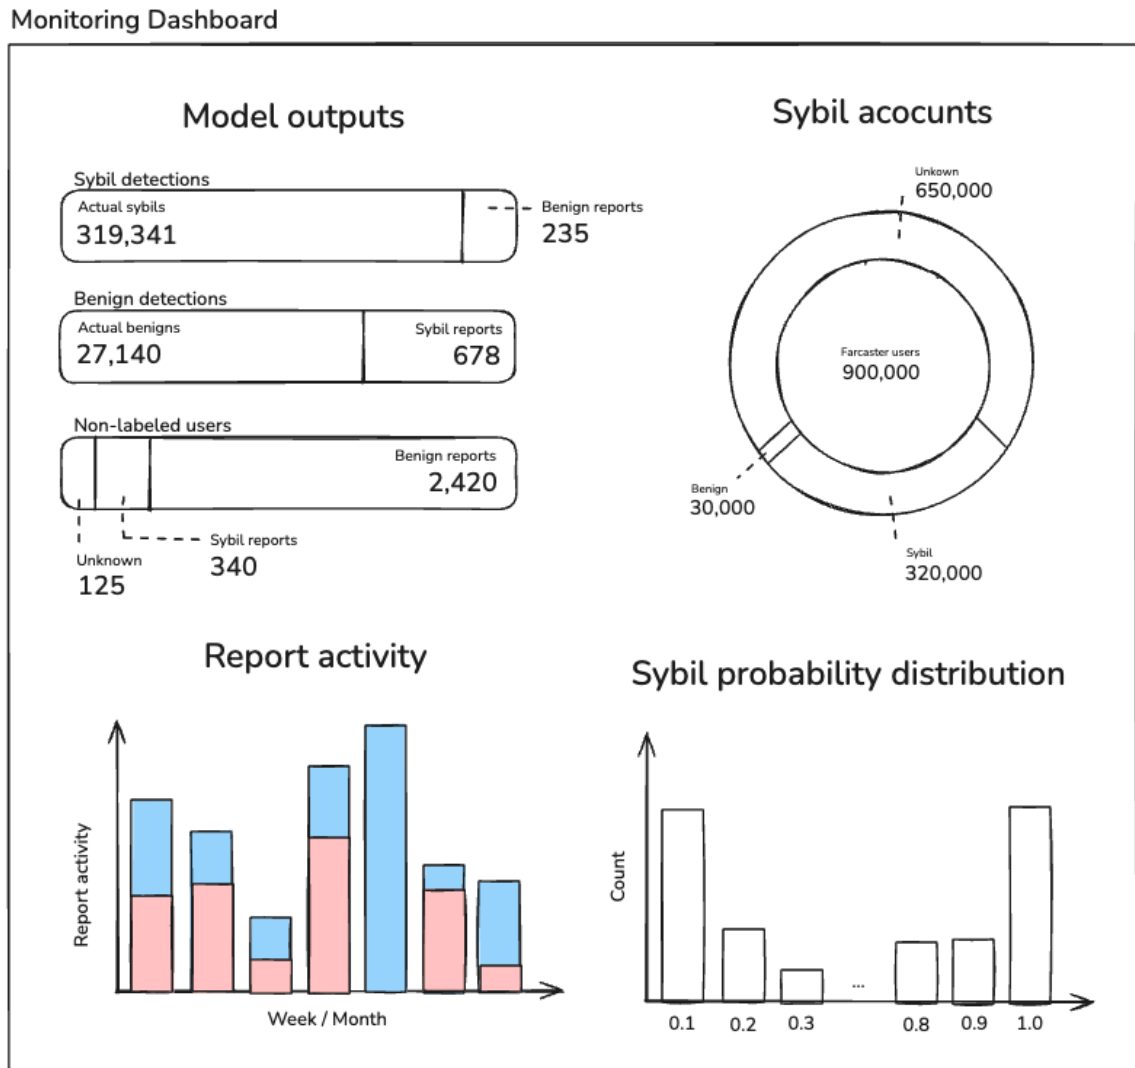 Monitoring Dashboard
Model outputs
Sybil detections
Actual sybils
319,341
Benign reports
235
Benign detections
Actual benigns
27,140
Sybil reports
678
Non-labeled users
Benign reports
2,420
Unknown
125
Sybil reports
340
Sybil acocunts
Unkown
650,000
Farcaster users
900,000
Benign
30,000
Sybil
320,000
Report activity
Report activity
Week / Month
Sybil probability distribution
Count
...
0.1 0.2 0.3 0.8 0.9 1.0